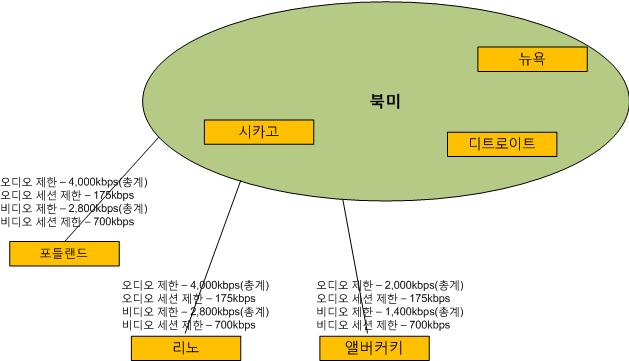 뉴욕
북미
시카고
디트로이트
오디오 제한 – 4,000kbps(총계)
오디오 세션 제한 – 175kbps
비디오 제한 – 2,800kbps(총계)
비디오 세션 제한 – 700kbps
포틀랜드
오디오 제한 – 4,000kbps(총계)
오디오 세션 제한 – 175kbps
비디오 제한 – 2,800kbps(총계)
비디오 세션 제한 – 700kbps
리노
오디오 제한 – 2,000kbps(총계)
오디오 세션 제한 – 175kbps
비디오 제한 – 1,400kbps(총계)
비디오 세션 제한 – 700kbps
앨버커키